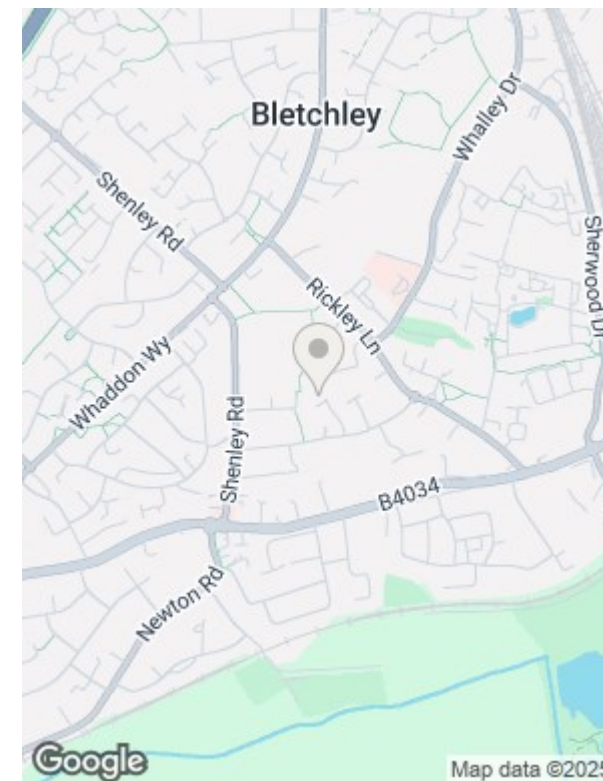 Bletchley
Whalley Dr
Shenley Rd
Sherwood Dr
Rickley Ln
Whaddon Wy
Shenley Rd
B4034
Newton Rd
Google
Map data ©2025